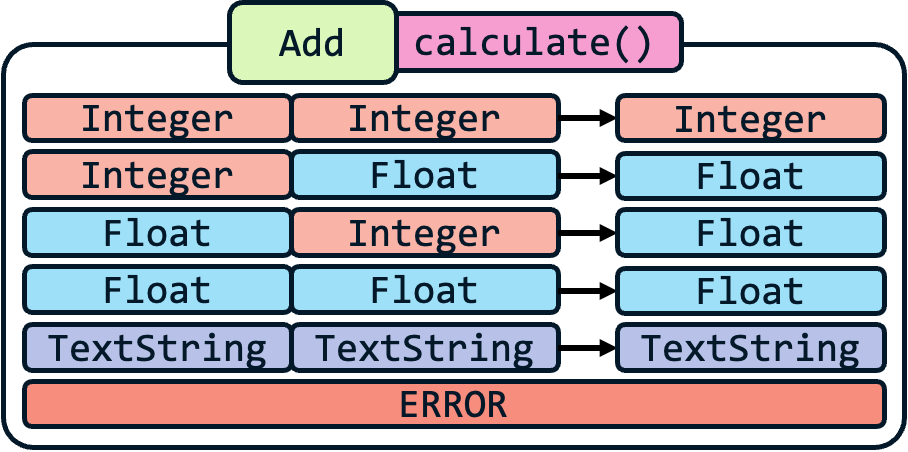 Add calculate()
Integer Integer Integer
Integer Float Float
Float Integer Float
Float Float Float
TextString TextString TextString
ERROR